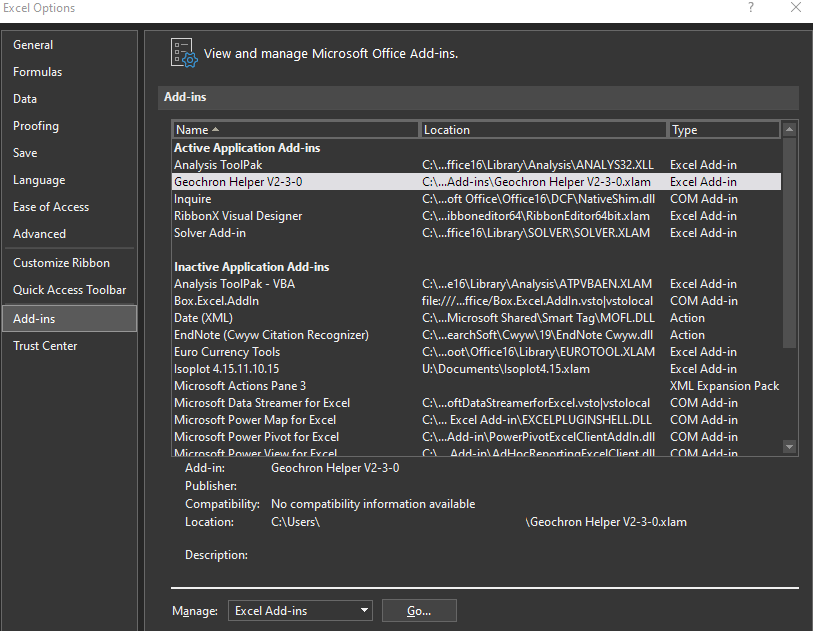 Excel Options ? ×
General
Formulas
Data
Proofing
Save
Language
Ease of Access
Advanced
Customize Ribbon
Quick Access Toolbar
Add-ins
Trust Center
View and manage Microsoft Office Add-ins.
Add-ins
Name Location Type
Active Application Add-ins
Analysis ToolPak C:\...ffice16\Library\Analysis\ANALYS32.XLL Excel Add-in
Geochron Helper V2-3-0 C:\...Add-ins\Geochron Helper V2-3-0.xlam Excel Add-in
Inquire C:\...oft Office\Office16\DCF\NativeShim.dll COM Add-in
RibbonX Visual Designer C:\...ibboneditor64\RibbonEditor64bit.xlam Excel Add-in
Solver Add-in C:\...ffice16\Library\SOLVER\SOLVER.XLAM Excel Add-in
Inactive Application Add-ins
Analysis ToolPak - VBA C:\...e16\Library\Analysis\ATPVBAEN.XLAM Excel Add-in
Box.Excel.AddIn file:///...ffice/Box.Excel.AddIn.vsto|vstolocal COM Add-in
Date (XML) C:\...Microsoft Shared\Smart Tag\MOFL.DLL Action
EndNote (Cwyw Citation Recognizer) C:\...earchSoft\Cwyw\19\EndNote Cwyw.dll Action
Euro Currency Tools C:\...oot\Office16\Library\EUROTOOL.XLAM Excel Add-in
Isoplot 4.15.11.10.15 U:\Documents\Isoplot4.15.xlam Excel Add-in
Microsoft Actions Pane 3 XML Expansion Pack
Microsoft Data Streamer for Excel C:\...oftDataStreamerforExcel.vsto|vstolocal COM Add-in
Microsoft Power Map for Excel C:\... Excel Add-in\EXCELPLUGINSHELL.DLL COM Add-in
Microsoft Power Pivot for Excel C:\...Add-in\PowerPivotExcelClientAddIn.dll COM Add-in
Microsoft Power View for Excel C:\... Add-in\AdHocReportingExcelClient.dll COM Add-in
Add-in: Geochron Helper V2-3-0
Publisher:
Compatibility: No compatibility information available
Location: C:\Users\ \Geochron Helper V2-3-0.xlam
Description:
Manage: Excel Add-ins Go...